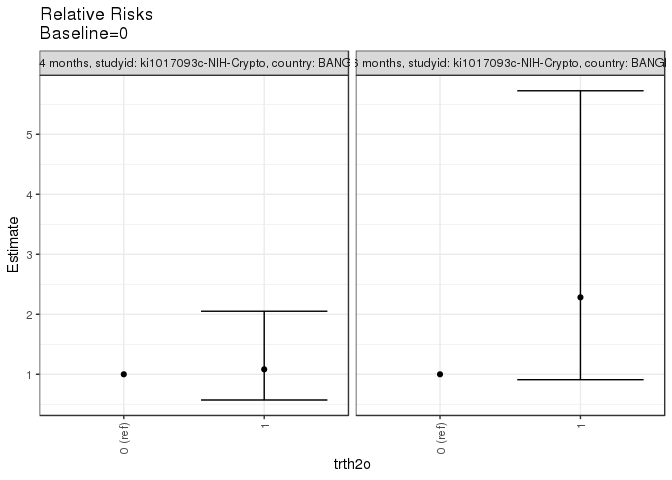 Relative Risks
Baseline=0
4 months, studyid: ki1017093c-NIH-Crypto, country: BANG
6 months, studyid: ki1017093c-NIH-Crypto, country: BANG
Estimate
5
4
3
2
1
0 (ref)
1
0 (ref)
1
trth2o